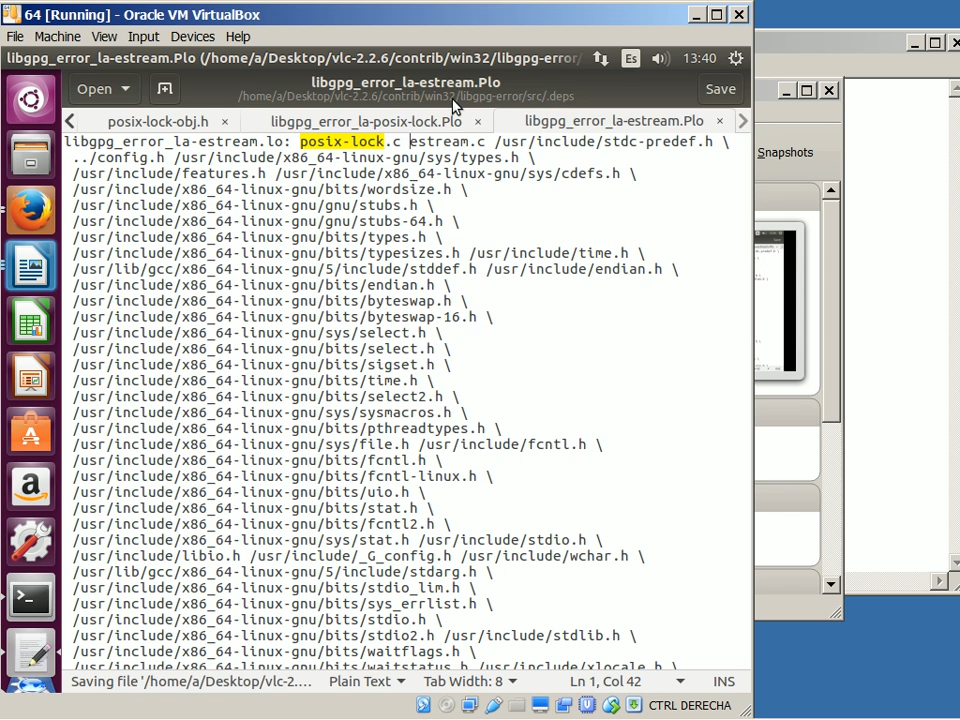 64 [Running] - Oracle VM VirtualBox
File Machine View Input Devices Help
libgpg_error_la-estream.Plo (/home/a/Desktop/vlc-2.2.6/contrib/win32/libgpg-error/
Es 13:40
Open
libgpg_error_la-estream.Plo
/home/a/Desktop/vlc-2.2.6/contrib/win32/libgpg-error/src/.deps
Save
posix-lock-obj.h × libgpg_error_la-posix-lock.Plo × libgpg_error_la-estream.Plo ×
Snapshots
libgpg_error_la-estream.lo: posix-lock.c estream.c /usr/include/stdc-predef.h \
../config.h /usr/include/x86_64-linux-gnu/sys/types.h \
/usr/include/features.h /usr/include/x86_64-linux-gnu/sys/cdefs.h \
/usr/include/x86_64-linux-gnu/bits/wordsize.h \
/usr/include/x86_64-linux-gnu/gnu/stubs.h \
/usr/include/x86_64-linux-gnu/gnu/stubs-64.h \
/usr/include/x86_64-linux-gnu/bits/types.h \
/usr/include/x86_64-linux-gnu/bits/typesizes.h /usr/include/time.h \
/usr/lib/gcc/x86_64-linux-gnu/5/include/stddef.h /usr/include/endian.h \
/usr/include/x86_64-linux-gnu/bits/endian.h \
/usr/include/x86_64-linux-gnu/bits/byteswap.h \
/usr/include/x86_64-linux-gnu/bits/byteswap-16.h \
/usr/include/x86_64-linux-gnu/sys/select.h \
/usr/include/x86_64-linux-gnu/bits/select.h \
/usr/include/x86_64-linux-gnu/bits/sigset.h \
/usr/include/x86_64-linux-gnu/bits/time.h \
/usr/include/x86_64-linux-gnu/bits/select2.h \
/usr/include/x86_64-linux-gnu/sys/sysmacros.h \
/usr/include/x86_64-linux-gnu/bits/pthreadtypes.h \
/usr/include/x86_64-linux-gnu/sys/file.h /usr/include/fcntl.h \
/usr/include/x86_64-linux-gnu/bits/fcntl.h \
/usr/include/x86_64-linux-gnu/bits/fcntl-linux.h \
/usr/include/x86_64-linux-gnu/bits/uio.h \
/usr/include/x86_64-linux-gnu/bits/stat.h \
/usr/include/x86_64-linux-gnu/bits/fcntl2.h \
/usr/include/x86_64-linux-gnu/sys/stat.h /usr/include/stdio.h \
/usr/include/libio.h /usr/include/_G_config.h /usr/include/wchar.h \
/usr/lib/gcc/x86_64-linux-gnu/5/include/stdarg.h \
/usr/include/x86_64-linux-gnu/bits/stdio_lim.h \
/usr/include/x86_64-linux-gnu/bits/sys_errlist.h \
/usr/include/x86_64-linux-gnu/bits/stdio.h \
/usr/include/x86_64-linux-gnu/bits/stdio2.h /usr/include/stdlib.h \
/usr/include/x86_64-linux-gnu/bits/waitflags.h \
/usr/include/x86_64-linux-gnu/bits/waitstatus.h /usr/include/xlocale.h \
Saving file '/home/a/Desktop/vlc-2.... Plain Text Tab Width: 8 Ln 1, Col 42 INS
CTRL DERECHA